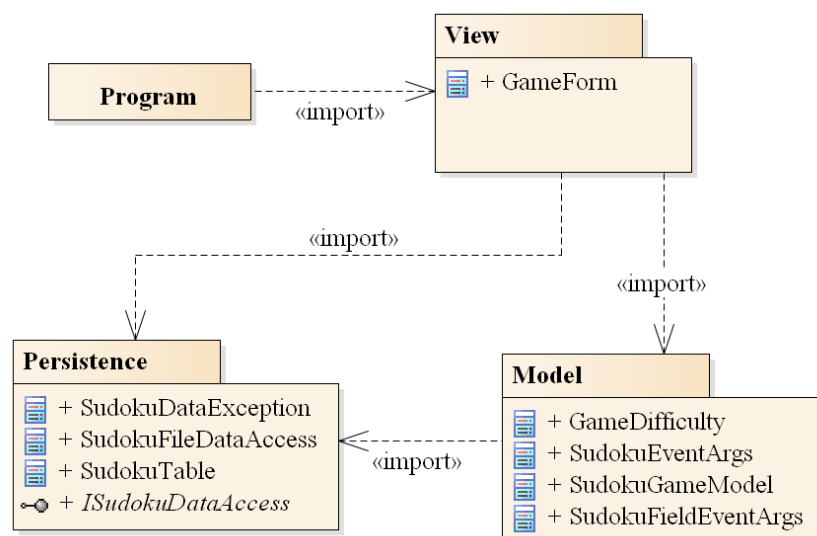 View
+ GameForm
Program
«import»
«import»
«import»
Persistence
+ SudokuDataException
+ SudokuFileDataAccess
+ SudokuTable
+ ISudokuDataAccess
«import»
Model
+ GameDifficulty
+ SudokuEventArgs
+ SudokuGameModel
+ SudokuFieldEventArgs